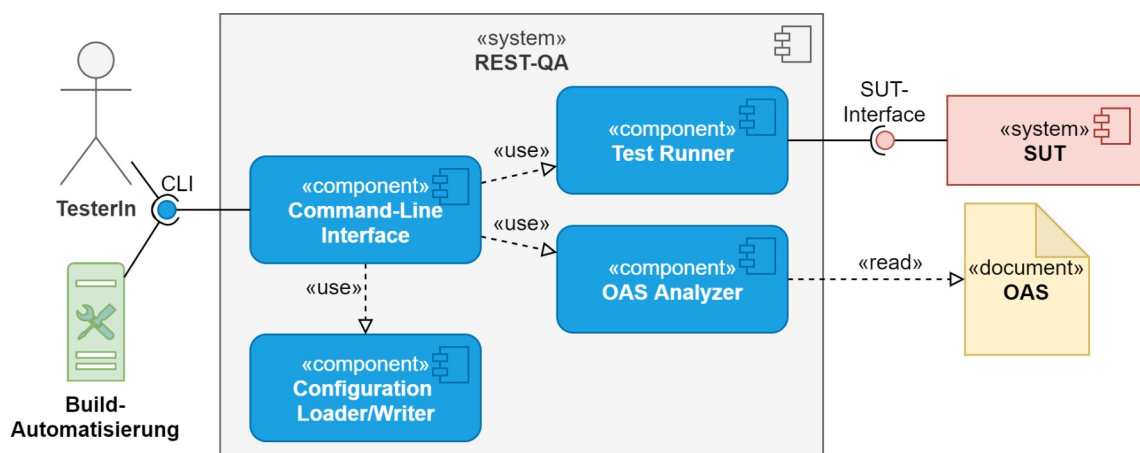 «system»
REST-QA
SUT-
Interface
«component»
Test Runner
«system»
SUT
«use»
CLI
TesterIn
«component»
Command-Line
Interface
«use»
«component»
OAS Analyzer
«read»
«document»
OAS
«use»
«component»
Configuration
Loader/Writer
Build-
Automatisierung